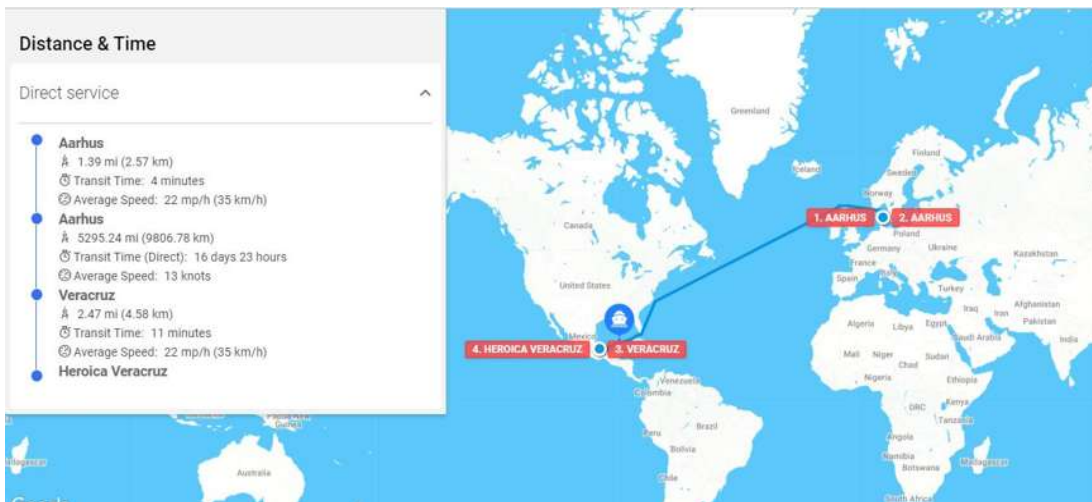 Distance & Time
Direct service
Aarhus
1.39 mi (2.57 km)
Transit Time: 4 minutes
Average Speed: 22 mp/h (35 km/h)
Aarhus
5295.24 mi (9806.78 km)
Transit Time (Direct): 16 days 23 hours
Average Speed: 13 knots
Veracruz
2.47 mi (4.58 km)
Transit Time: 11 minutes
Average Speed: 22 mp/h (35 km/h)
Heroica Veracruz
Greenland
Iceland
Finland
Sweden
Norway
1. AARHUS
2. AARHUS
Canada
Poland
Germany
Ukraine
Kazakhstan
France
Italy
Spain
Turkey
United States
Iraq
Iran
Afghanistan
Pakistan
Algeria
Libya
Egypt
Saudi Arabia
India
Mexico
4. HEROICA VERACRUZ
3. VERACRUZ
Mali
Niger
Chad
Sudan
Nigeria
Ethiopia
Venezuela
Colombia
DRC
Kenya
Tanzania
Peru
Brazil
Angola
Bolivia
Namibia
Botswana
Madagascar
Chile
South Africa
Papua New
Guinea
Australia
Google